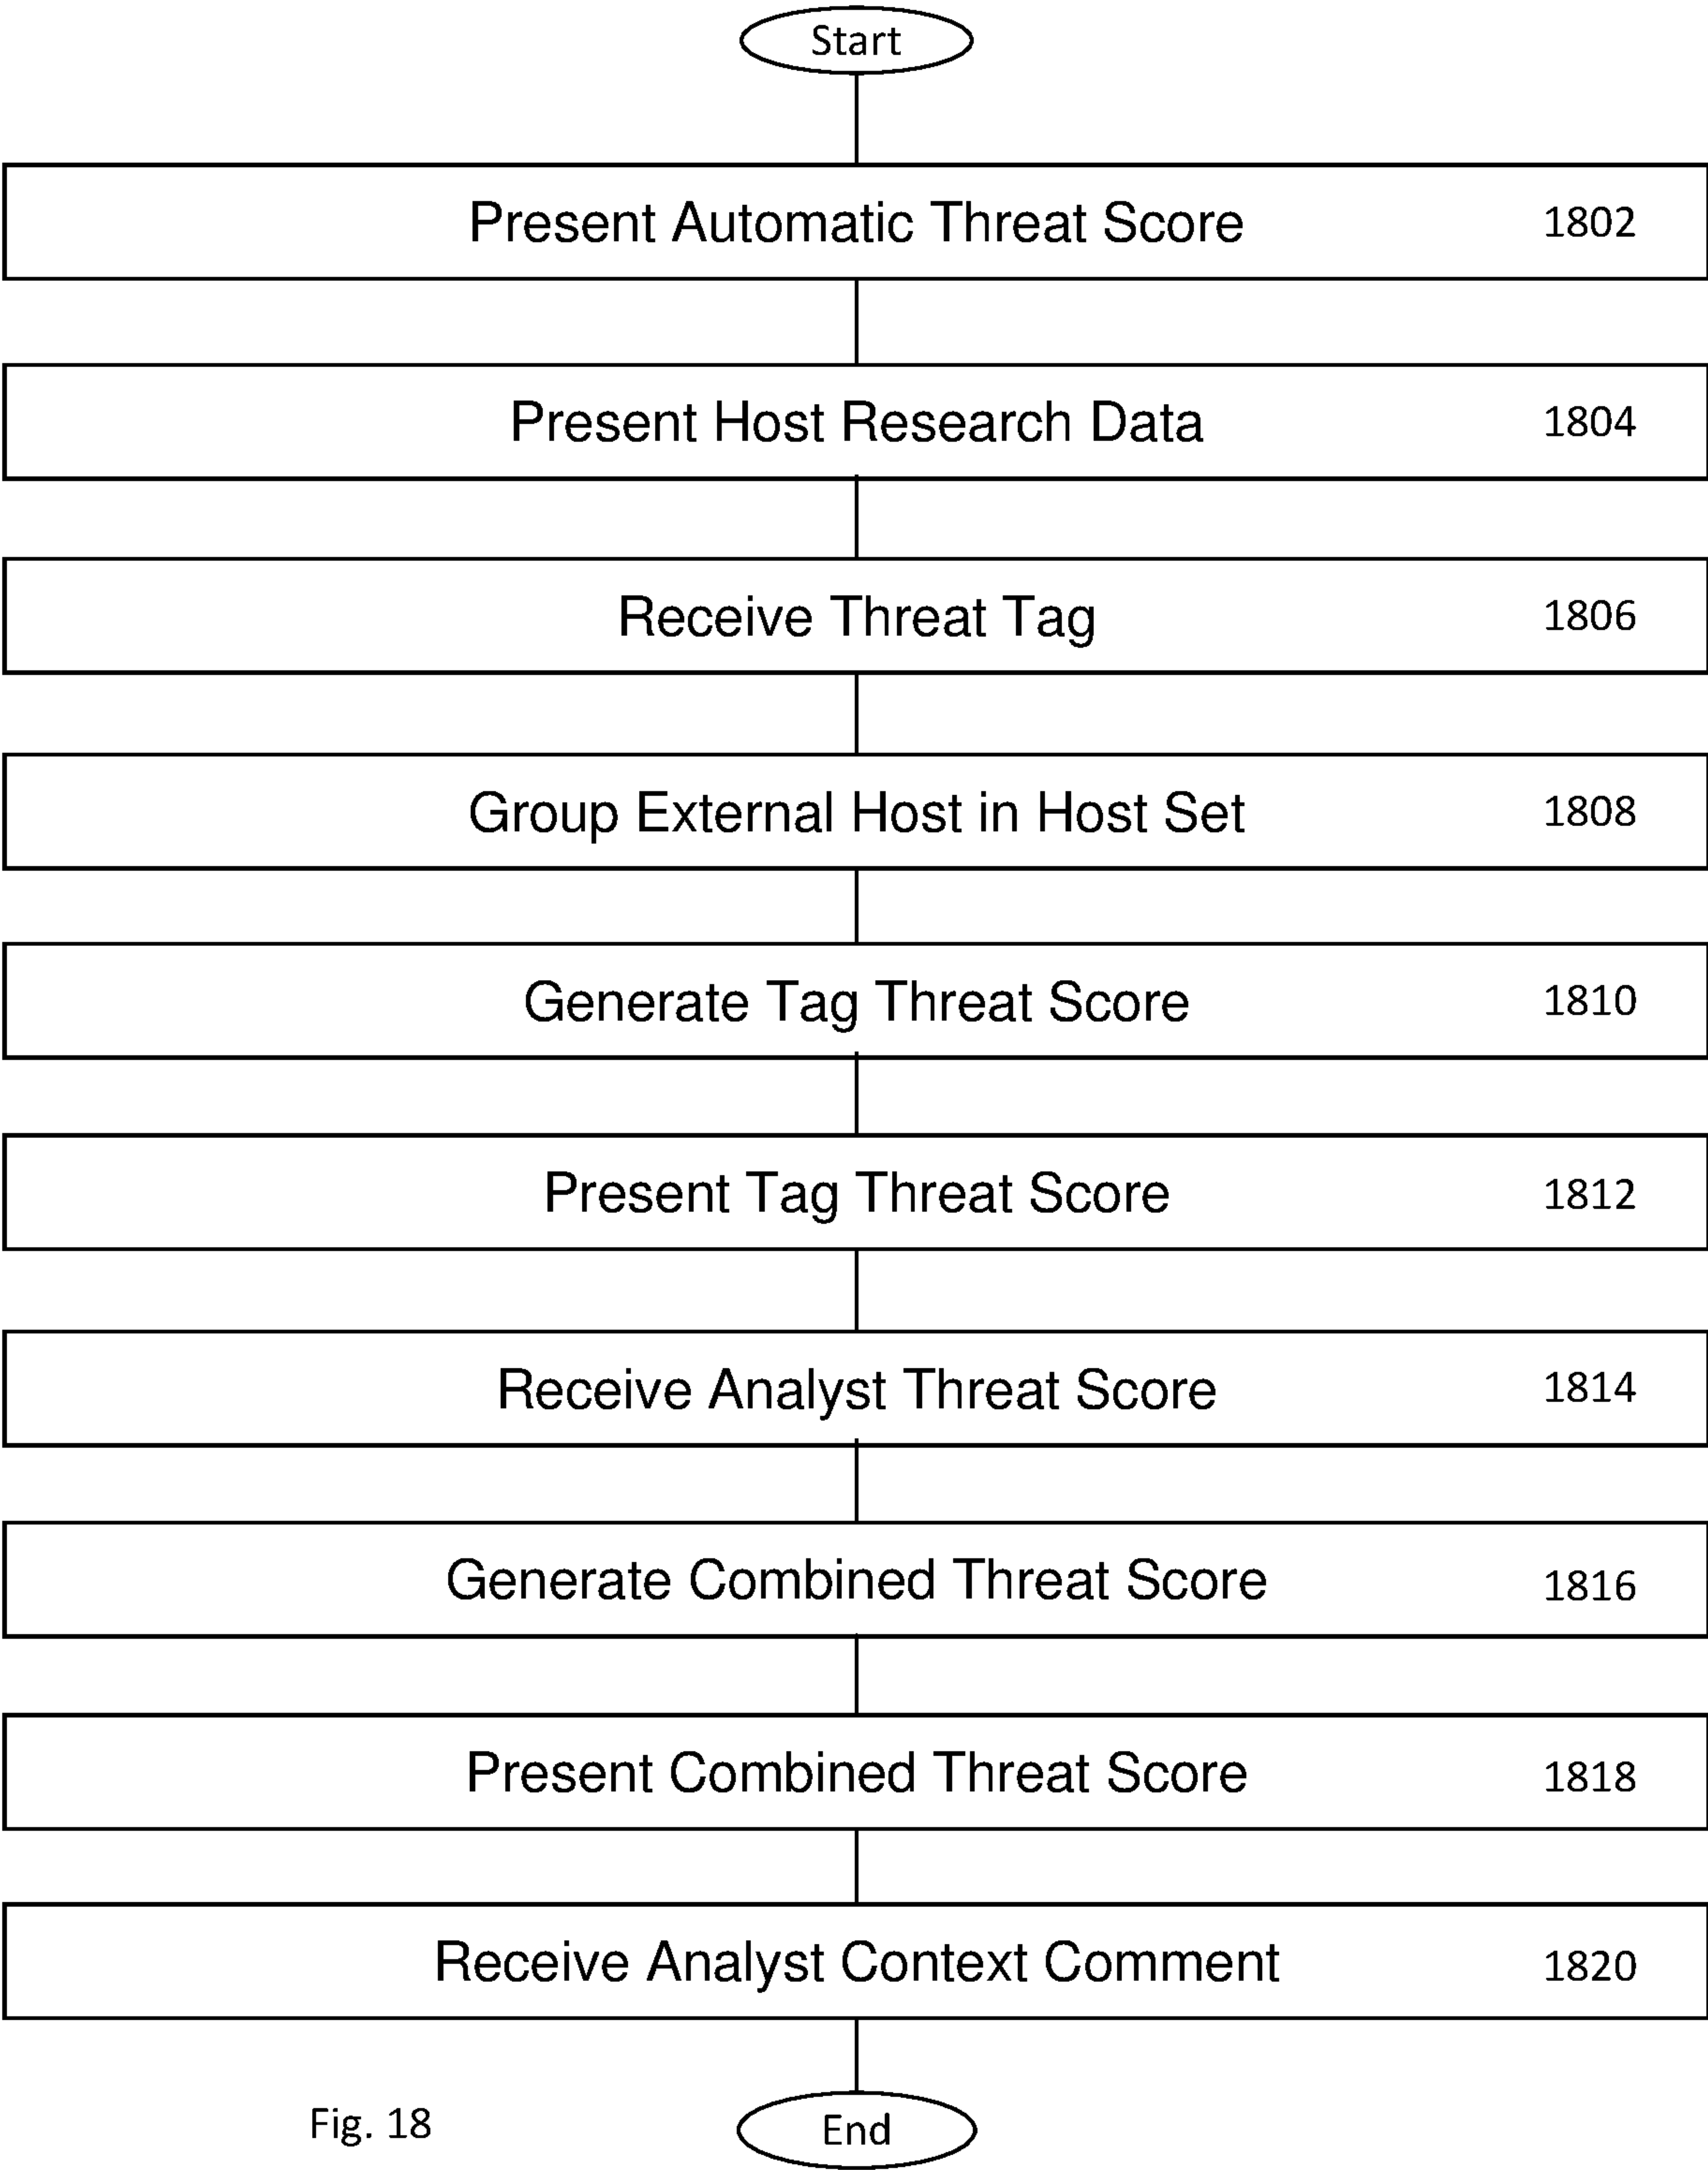 Start
Present Automatic Threat Score 1802
Present Host Research Data 1804
Receive Threat Tag 1806
Group External Host in Host Set 1808
Generate Tag Threat Score 1810
Present Tag Threat Score 1812
Receive Analyst Threat Score 1814
Generate Combined Threat Score 1816
Present Combined Threat Score 1818
Receive Analyst Context Comment 1820
End
Fig. 18